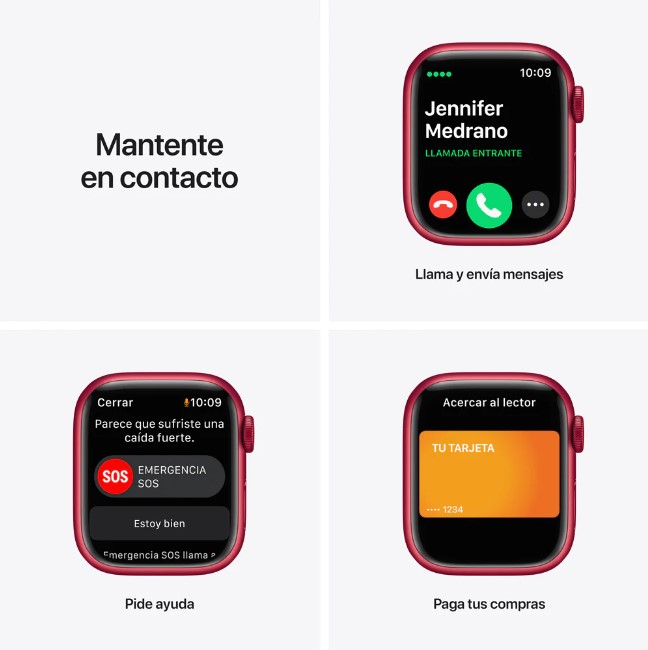 Mantente
en contacto
10:09
Jennifer
Medrano
LLAMADA ENTRANTE
Llama y envía mensajes
Cerrar 10:09
Parece que sufriste una
caída fuerte.
SOS EMERGENCIA
SOS
Estoy bien
Emergencia SOS llama a
Pide ayuda
Acercar al lector
TU TARJETA
•••• 1234
Paga tus compras